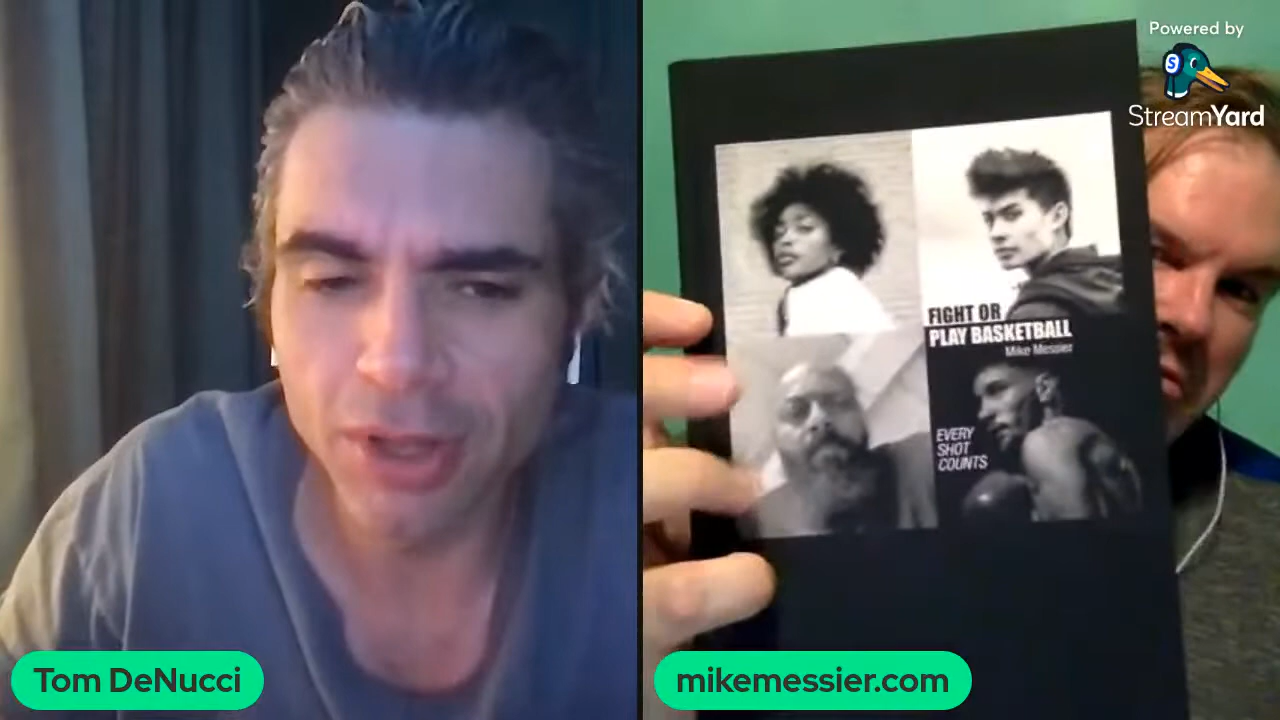 Powered by
StreamYard
FIGHT OR
PLAY BASKETBALL
Mike Messier
EVERY
SHOT
COUNTS
Tom DeNucci
mikemessier.com